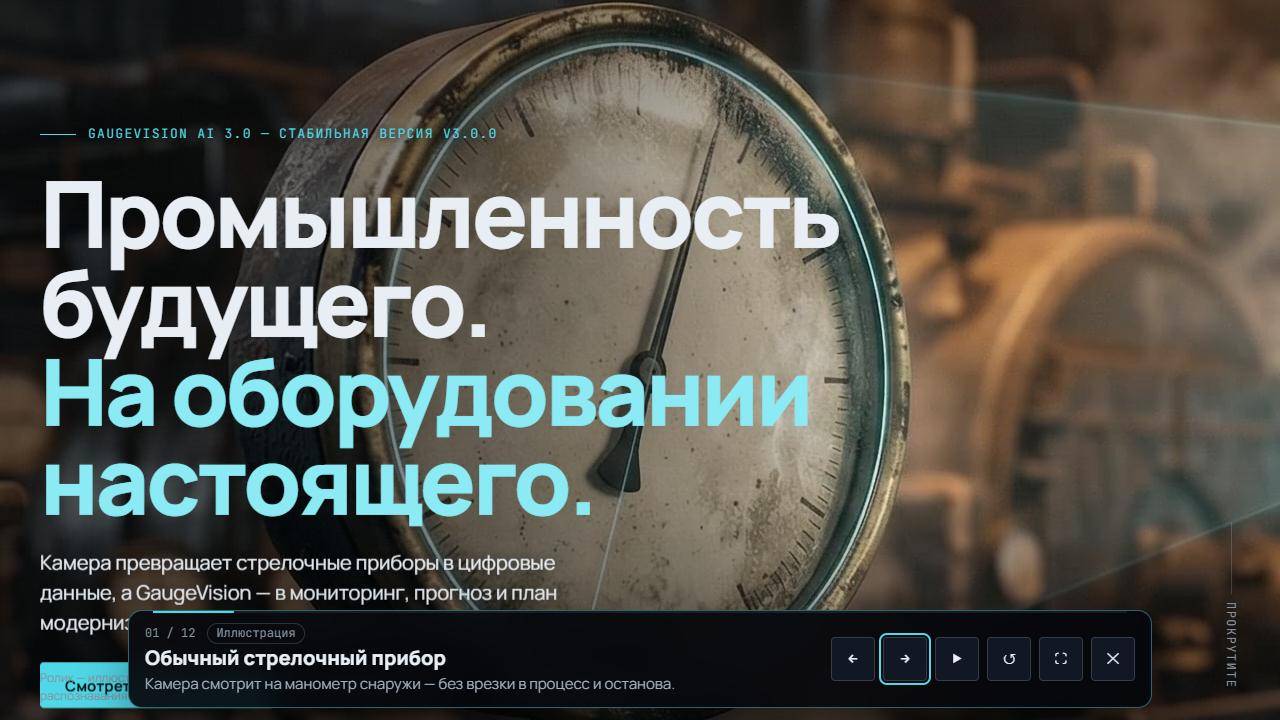 GAUGEVISION AI 3.0 — СТАБИЛЬНАЯ ВЕРСИЯ V3.0.0
Промышленность
будущего.
На оборудовании
настоящего.
Камера превращает стрелочные приборы в цифровые
данные, а GaugeVision — в мониторинг, прогноз и план
01 / 12 Иллюстрация
Обычный стрелочный прибор
Камера смотрит на манометр снаружи — без врезки в процесс и останова.
ПРОКРУТИТЕ